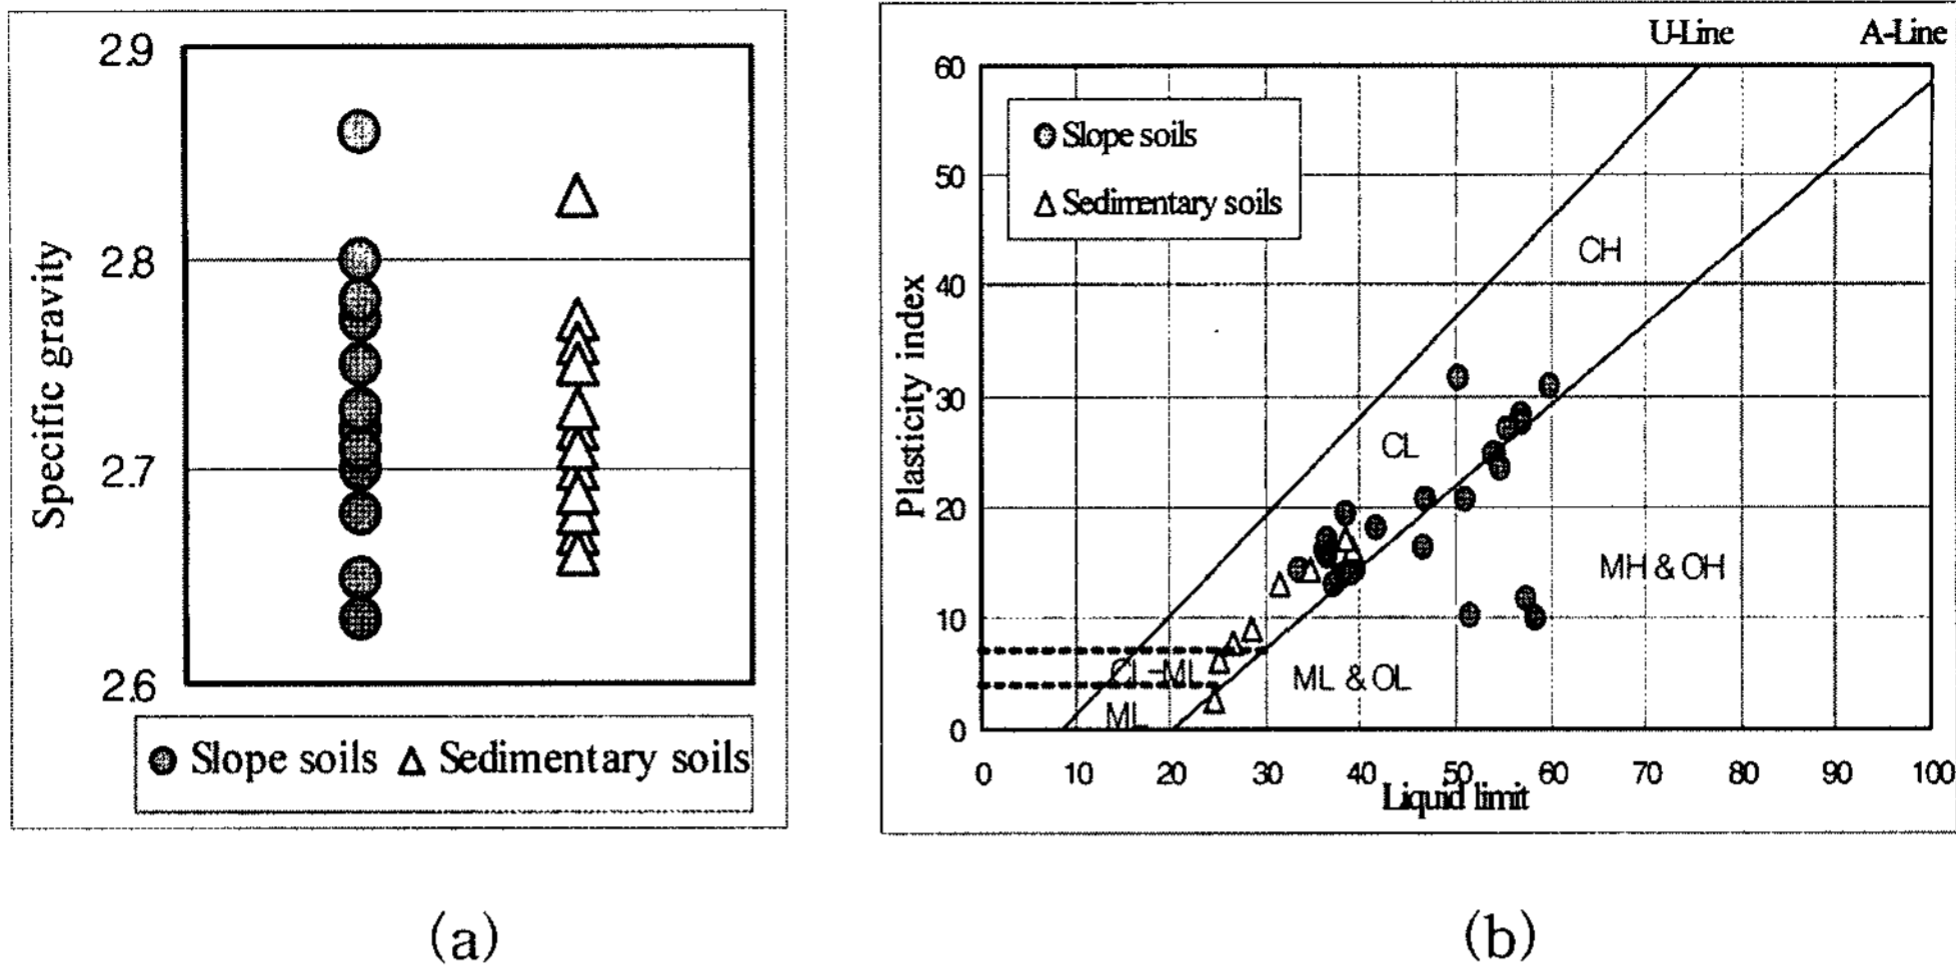 2.9
2.8
2.7
2.6
Specific gravity
Slope soils Sedimentary soils
(a)
U-Line A-Line
60
50
40
30
20
10
0
Plasticity index
Slope soils
Sedimentary soils
CH
CL
MH & OH
CL-ML
ML & OL
ML
0 10 20 30 40 50 60 70 80 90 100
Liquid limit
(b)